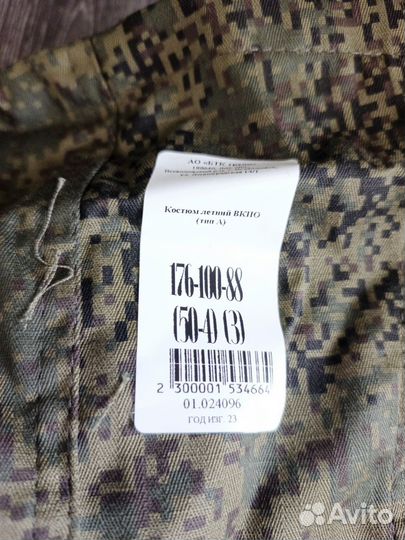 АО «БТК
Костюм летний ВКПО
(тип А)
176-100-88
(50-4) (3)
2 300001 534664
01.024096
год изг. 23
Avito